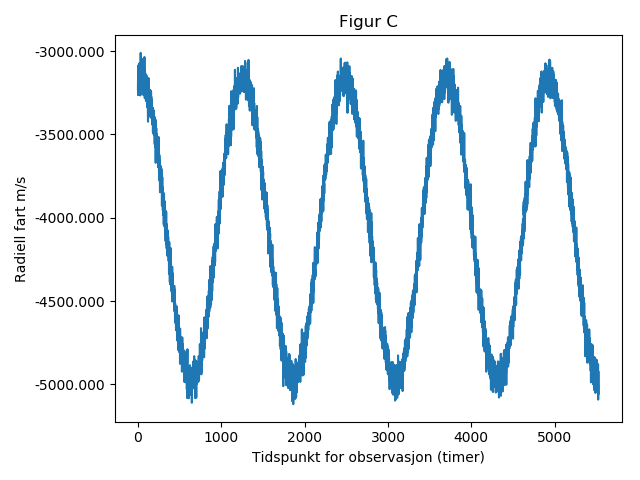 Figur C
-3000.000
-3500.000
-4000.000
-4500.000
-5000.000
Radiell fart m/s
0 1000 2000 3000 4000 5000
Tidspunkt for observasjon (timer)